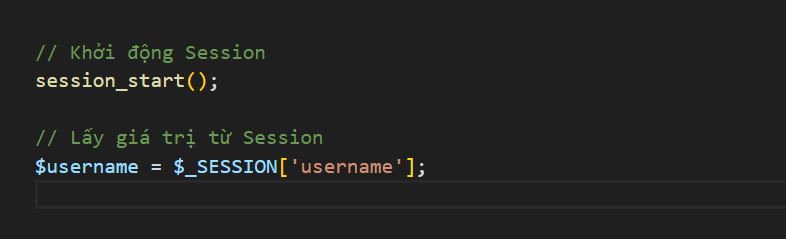 // Khởi động Session
session_start();
// Lấy giá trị từ Session
$username = $_SESSION['username'];